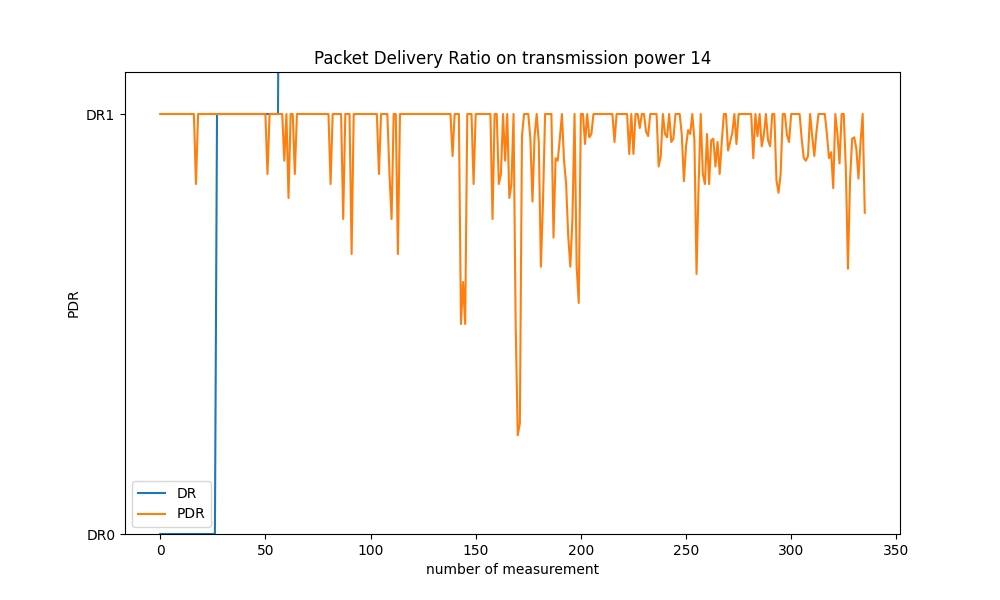 Packet Delivery Ratio on transmission power 14
DR1
PDR
DR0
DR
PDR
0 50 100 150 200 250 300 350
number of measurement